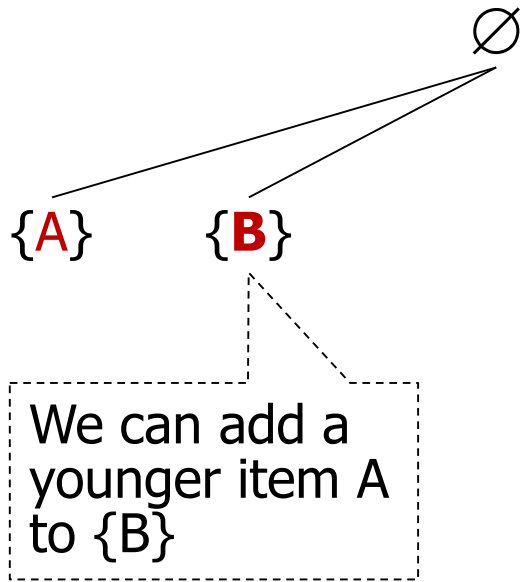 ∅
{A} {B}
We can add a
younger item A
to {B}